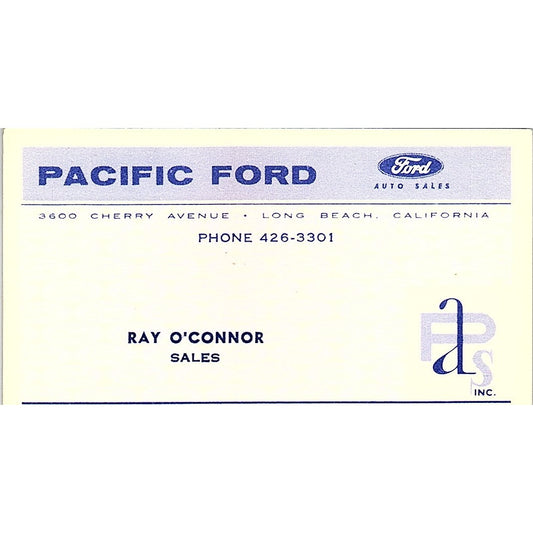 PACIFIC FORD
Ford
AUTO SALES
3600 CHERRY AVENUE • LONG BEACH, CALIFORNIA
PHONE 426-3301
RAY O'CONNOR
SALES
PaS
INC.